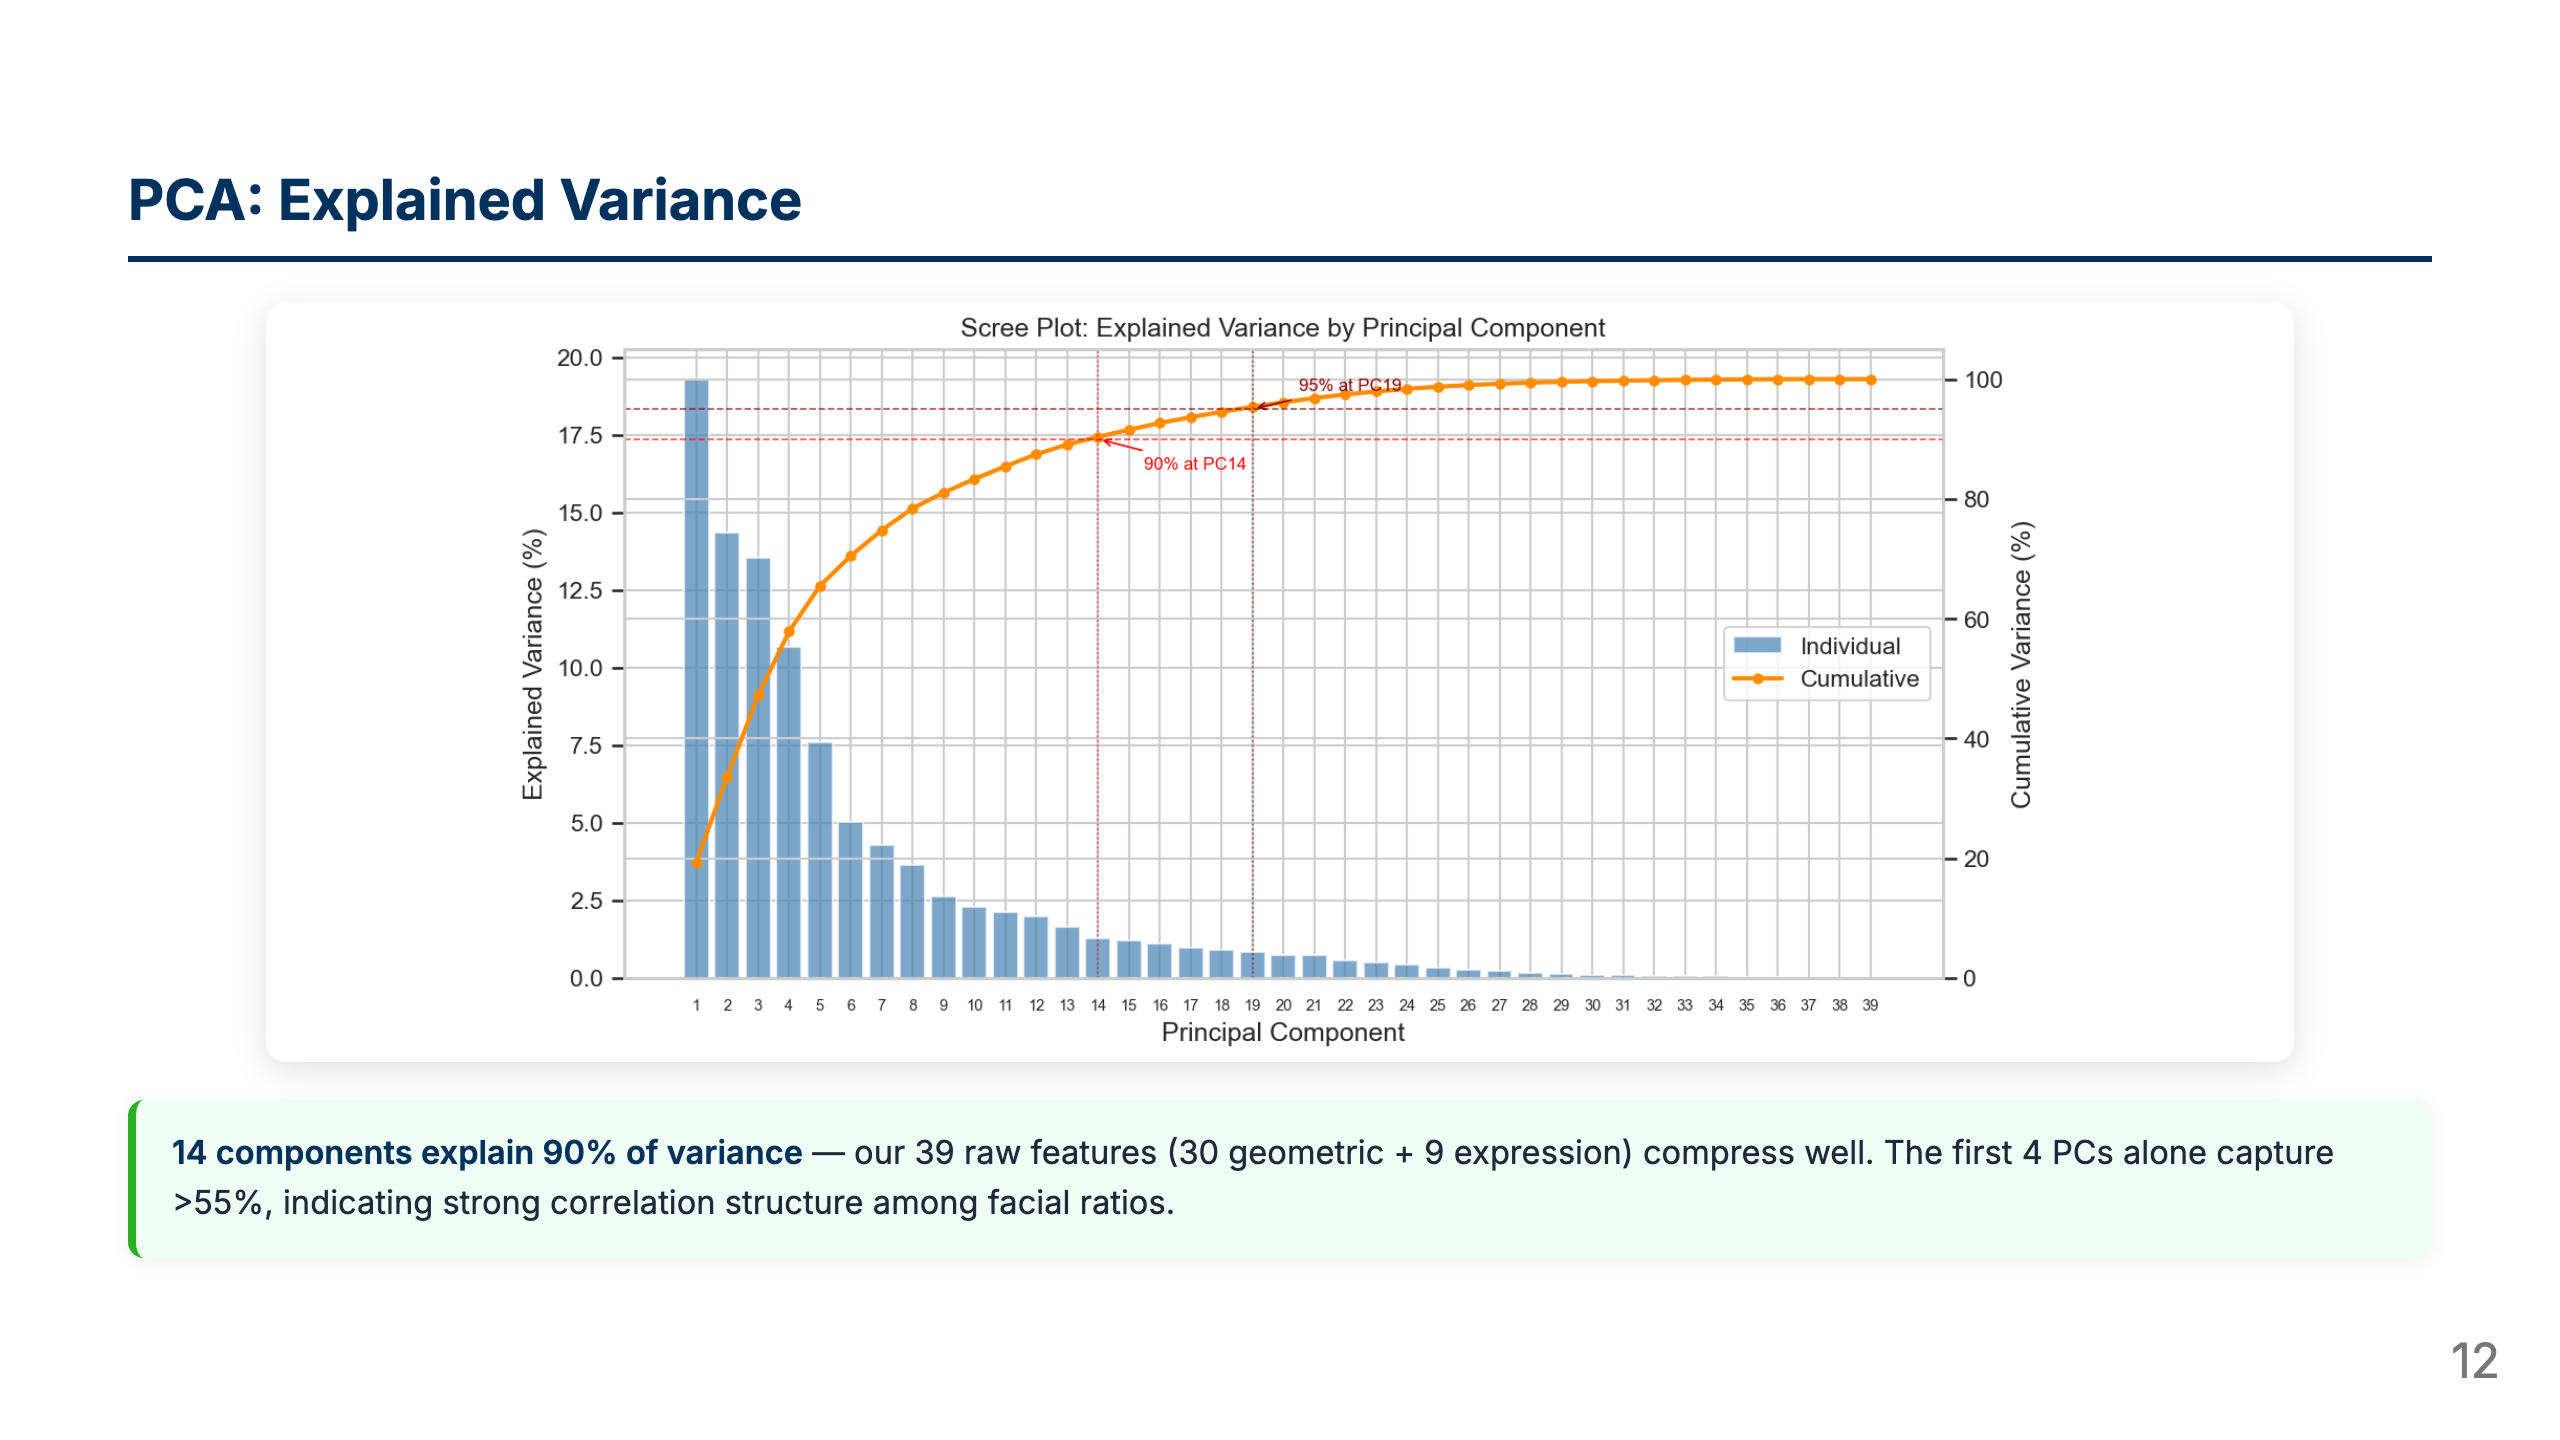 PCA: Explained Variance
Scree Plot: Explained Variance by Principal Component
20.0
17.5
15.0
12.5
10.0
7.5
5.0
2.5
0.0
Explained Variance (%)
95% at PC19
90% at PC14
100
80
60
40
20
0
Cumulative Variance (%)
Individual
Cumulative
1 2 3 4 5 6 7 8 9 10 11 12 13 14 15 16 17 18 19 20 21 22 23 24 25 26 27 28 29 30 31 32 33 34 35 36 37 38 39
Principal Component
14 components explain 90% of variance — our 39 raw features (30 geometric + 9 expression) compress well. The first 4 PCs alone capture
>55%, indicating strong correlation structure among facial ratios.
12